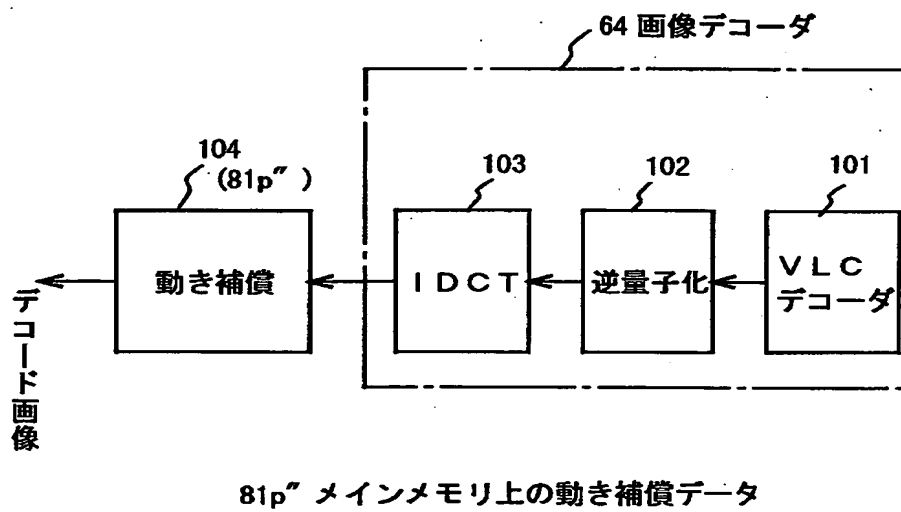 64 画像デコーダ
104
(81p″ )
103
102
101
動き補償
IDCT
逆量子化
VLC
デコーダ
デコード画像
81p″ メインメモリ上の動き補償データ